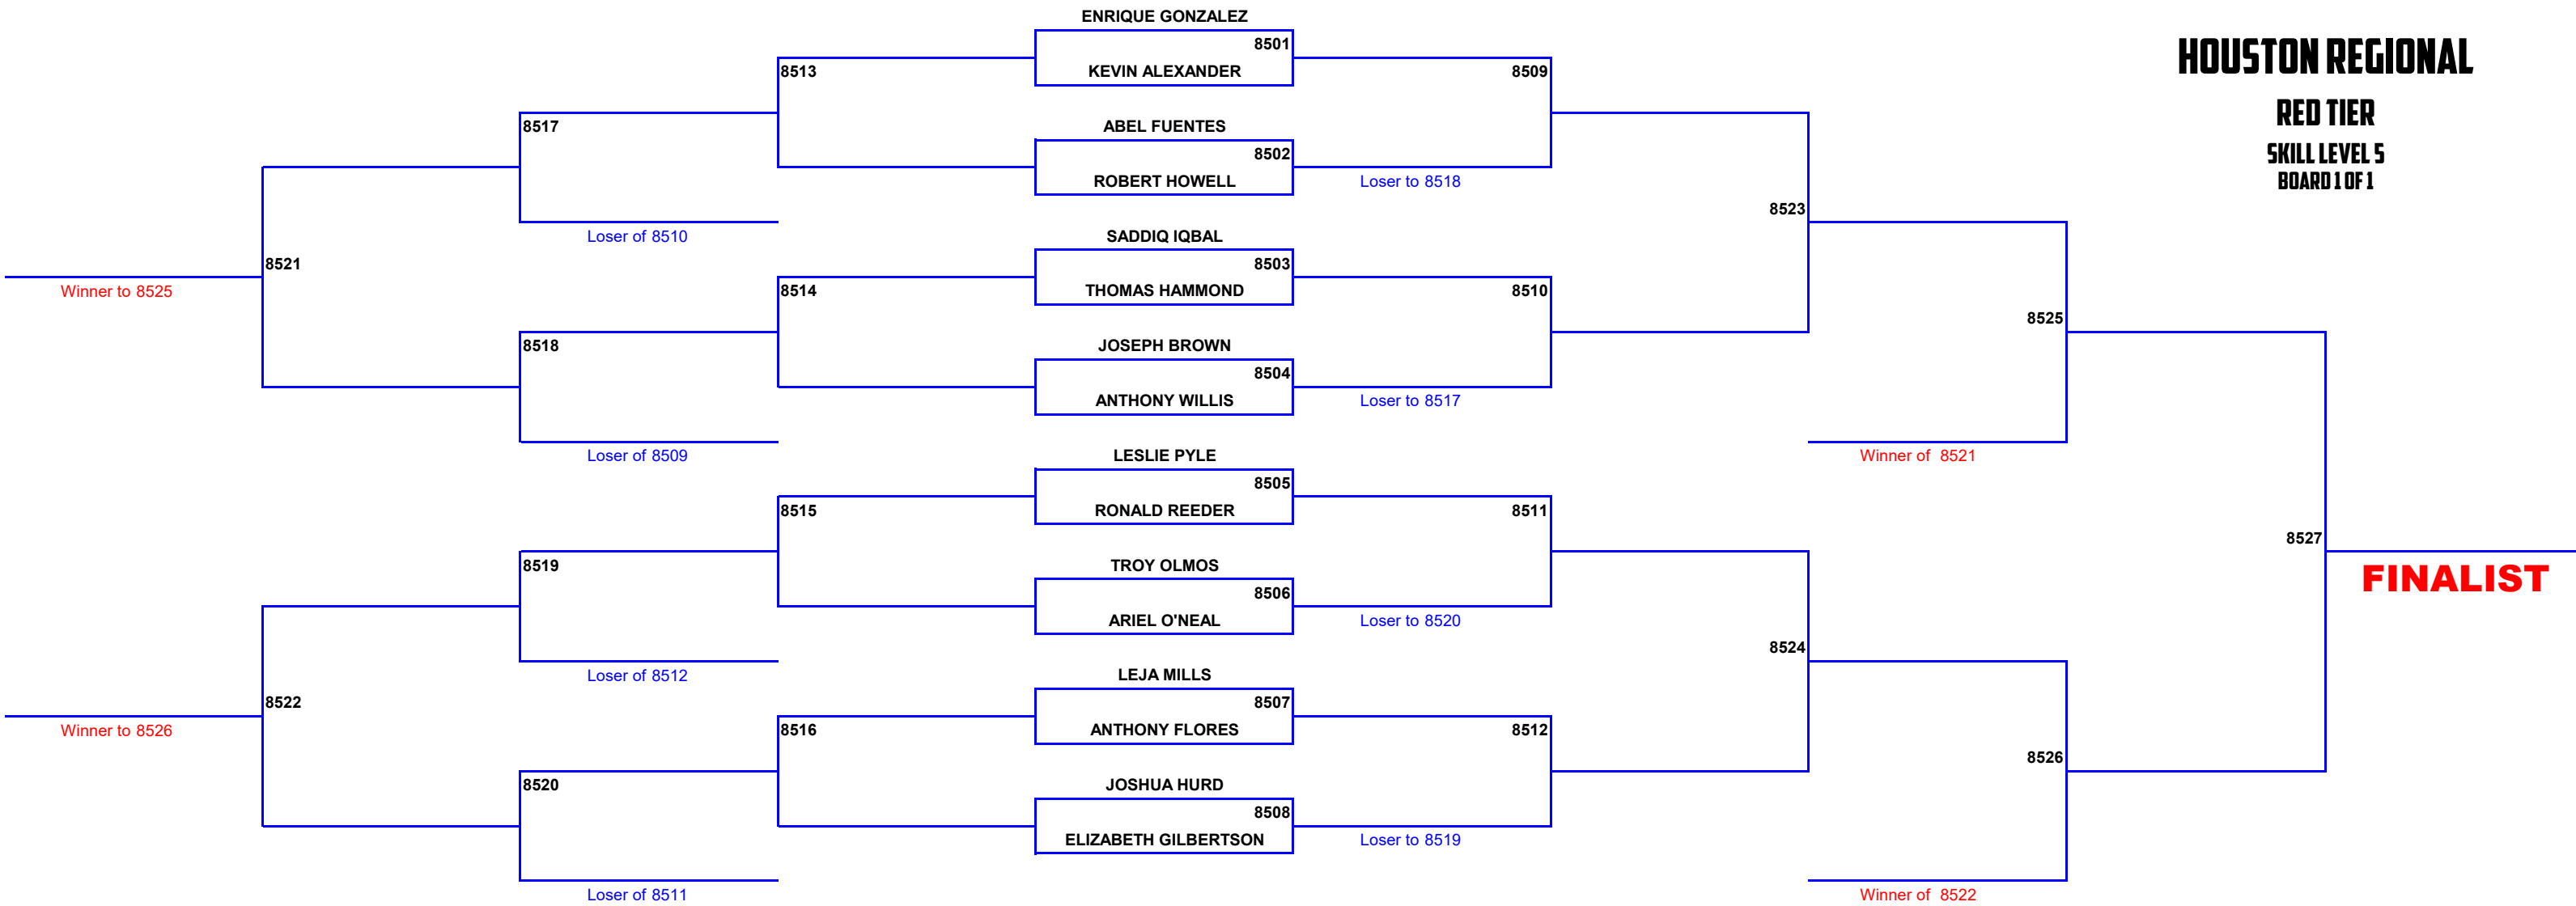 HOUSTON REGIONAL
RED TIER
SKILL LEVEL 5
BOARD 1 OF 1
ENRIQUE GONZALEZ
8501
KEVIN ALEXANDER
8513
8509
ABEL FUENTES
8517
8502
ROBERT HOWELL
Loser to 8518
8523
Loser of 8510
SADDIQ IQBAL
8521
8503
Winner to 8525
8514
THOMAS HAMMOND
8510
8525
8518
JOSEPH BROWN
8504
ANTHONY WILLIS
Loser to 8517
Loser of 8509
LESLIE PYLE
Winner of 8521
8505
8515
RONALD REEDER
8511
8527
8519
TROY OLMOS
FINALIST
8506
ARIEL O'NEAL
Loser to 8520
8524
Loser of 8512
LEJA MILLS
8522
8507
Winner to 8526
8516
ANTHONY FLORES
8512
8526
8520
JOSHUA HURD
8508
ELIZABETH GILBERTSON
Loser to 8519
Loser of 8511
Winner of 8522